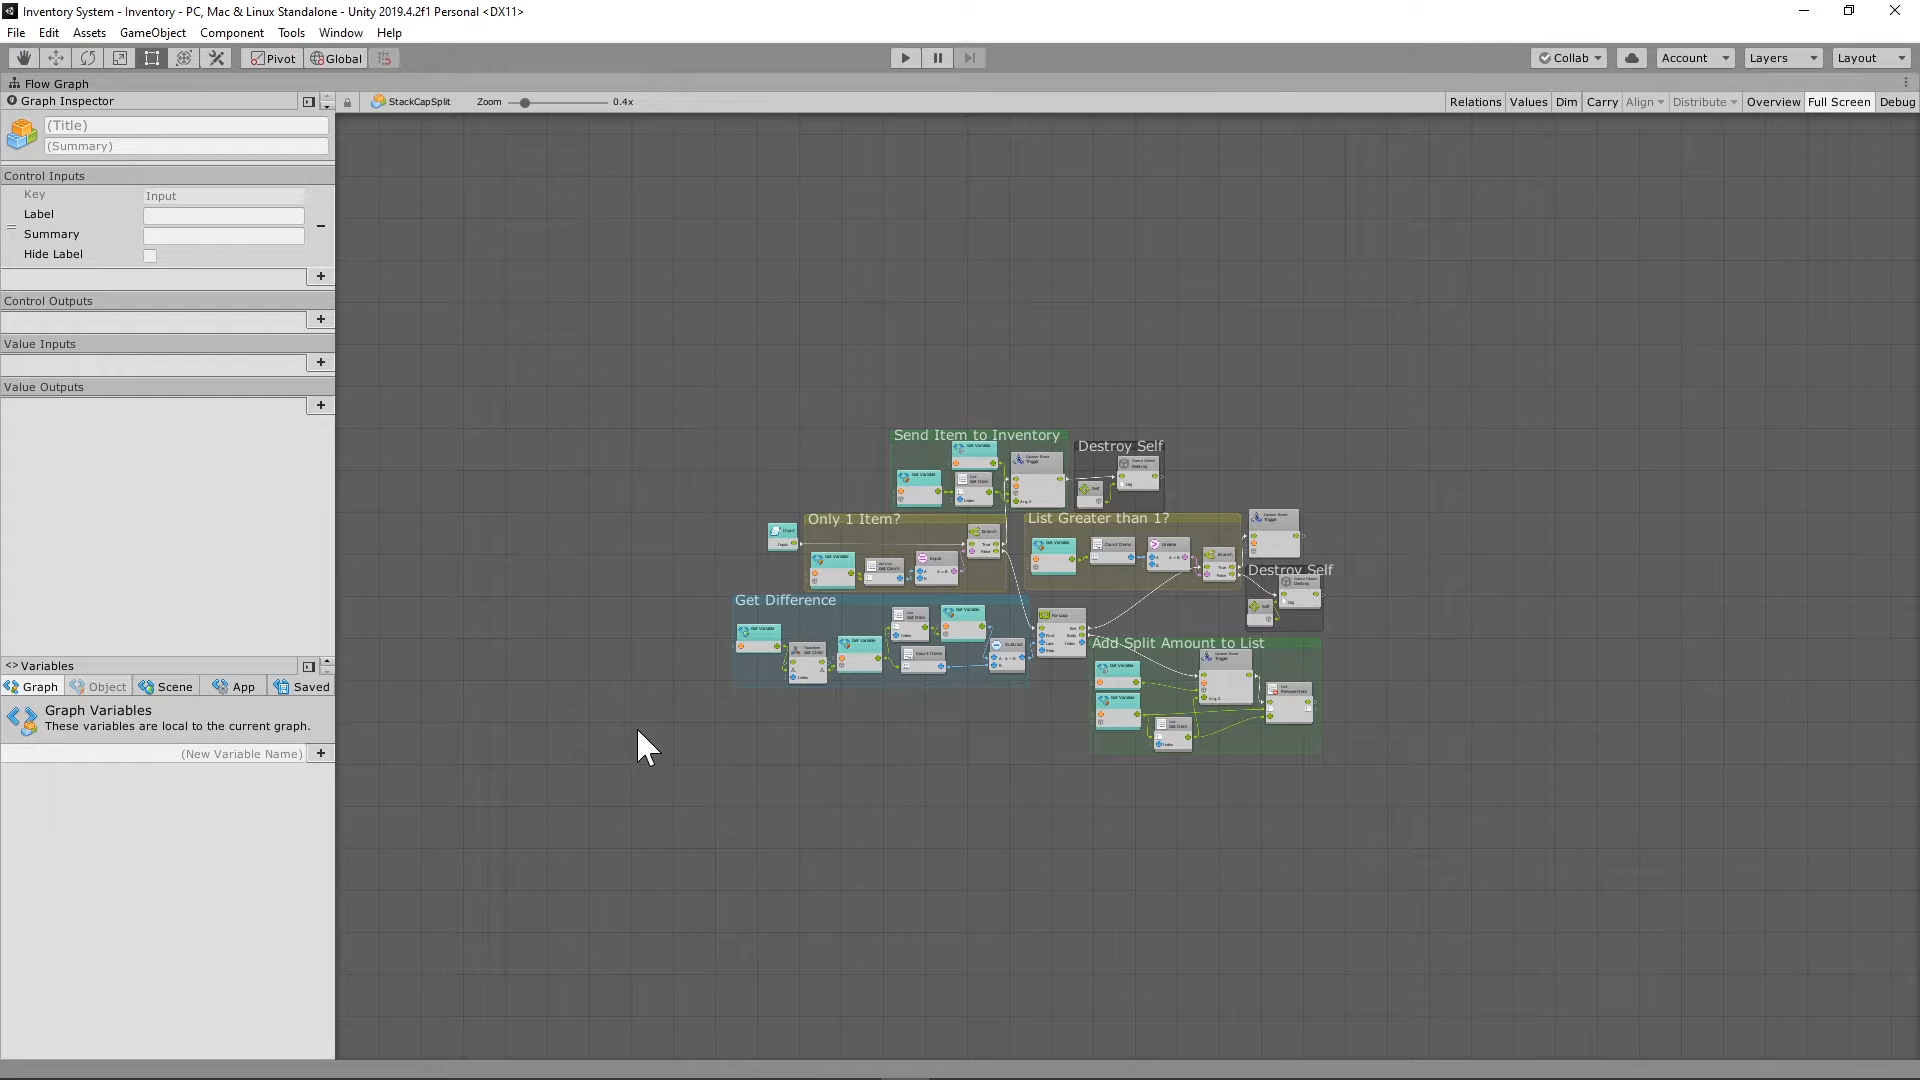 Inventory System - Inventory - PC, Mac & Linux Standalone - Unity 2019.4.2f1 Personal <DX11>
File Edit Assets GameObject Component Tools Window Help
Pivot Global Collab Account Layers Layout
Flow Graph
Graph Inspector
StackCapSplit Zoom 0.4x Relations Values Dim Carry Align Distribute Overview Full Screen Debug
(Title)
(Summary)
Control Inputs
Key Input
Label
Summary
Hide Label
Control Outputs
Value Inputs
Value Outputs
Variables
Graph Object Scene App Saved
Graph Variables
These variables are local to the current graph.
(New Variable Name)
Send Item to Inventory
Destroy Self
Only 1 Item?
List Greater than 1?
Destroy Self
Get Difference
Add Split Amount to List